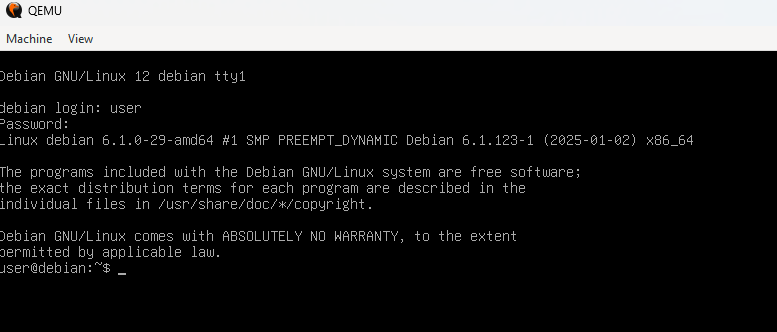 QEMU
Machine View
Debian GNU/Linux 12 debian tty1
debian login: user
Password:
Linux debian 6.1.0-29-amd64 #1 SMP PREEMPT_DYNAMIC Debian 6.1.123-1 (2025-01-02) x86_64
The programs included with the Debian GNU/Linux system are free software;
the exact distribution terms for each program are described in the
individual files in /usr/share/doc/*/copyright.
Debian GNU/Linux comes with ABSOLUTELY NO WARRANTY, to the extent
permitted by applicable law.
user@debian:~$ _